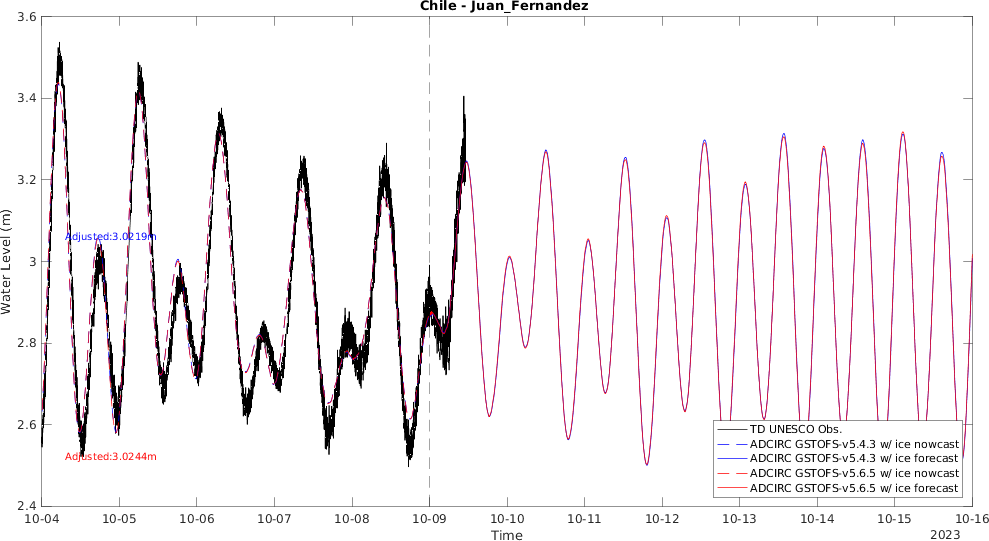 Chile - Juan_Fernandez
3.6
3.4
3.2
3
2.8
2.6
2.4
Water Level (m)
Adjusted:3.0219m
Adjusted:3.0244m
TD UNESCO Obs.
ADCIRC GSTOFS-v5.4.3 w/ ice nowcast
ADCIRC GSTOFS-v5.4.3 w/ ice forecast
ADCIRC GSTOFS-v5.6.5 w/ ice nowcast
ADCIRC GSTOFS-v5.6.5 w/ ice forecast
10-04 10-05 10-06 10-07 10-08 10-09 10-10 10-11 10-12 10-13 10-14 10-15 10-16
Time
2023